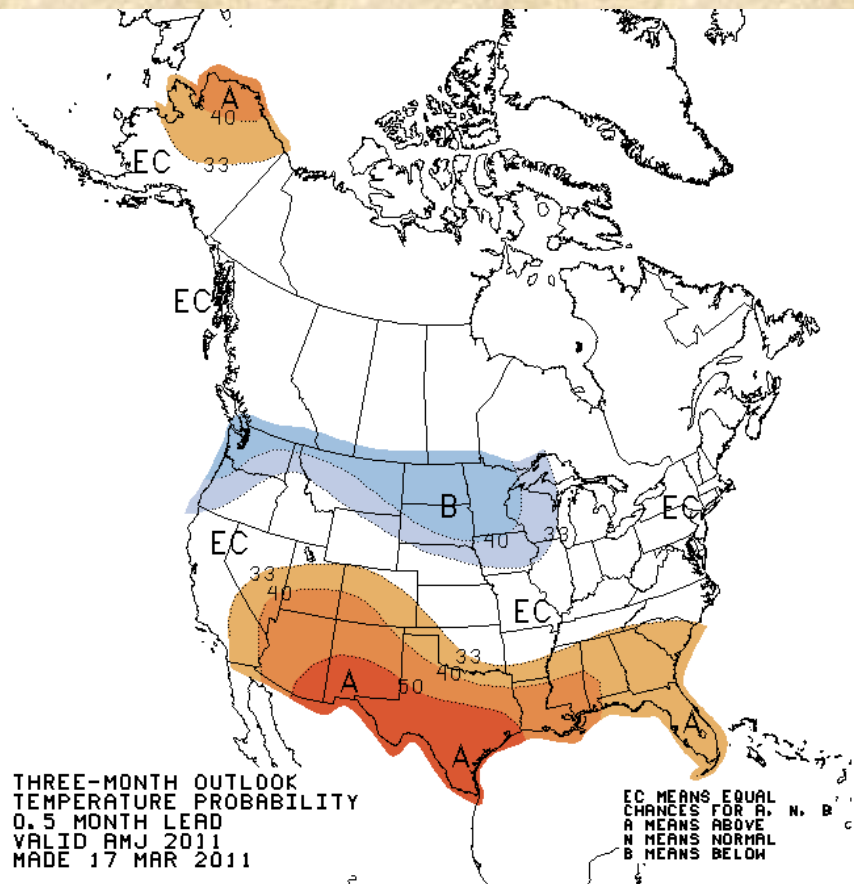 A
40
EC
33
EC
B
40
33
EC
EC
33
40
EC
33
40
50
A
A
A
THREE-MONTH OUTLOOK
TEMPERATURE PROBABILITY
0.5 MONTH LEAD
VALID AMJ 2011
MADE 17 MAR 2011
EC MEANS EQUAL
CHANCES FOR A, N, B
A MEANS ABOVE
N MEANS NORMAL
B MEANS BELOW